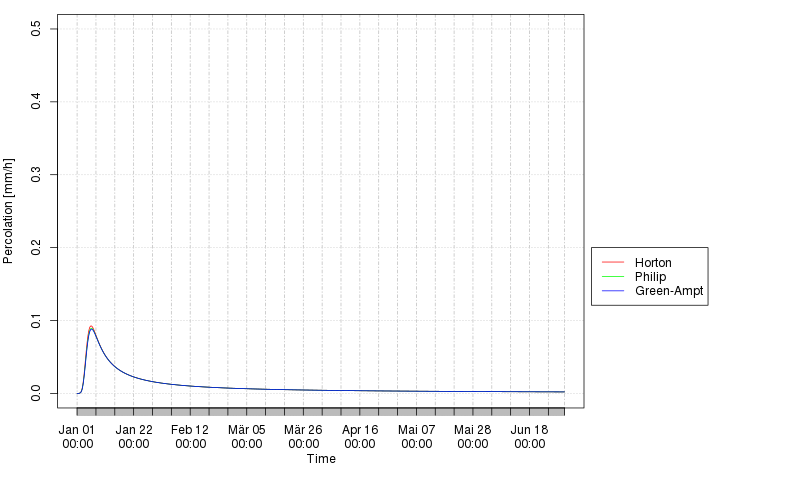 0.5
0.4
0.3
0.2
0.1
0.0
Percolation [mm/h]
Horton
Philip
Green-Ampt
Jan 01 Jan 22 Feb 12 Mär 05 Mär 26 Apr 16 Mai 07 Mai 28 Jun 18
00:00 00:00 00:00 00:00 00:00 00:00 00:00 00:00 00:00
Time